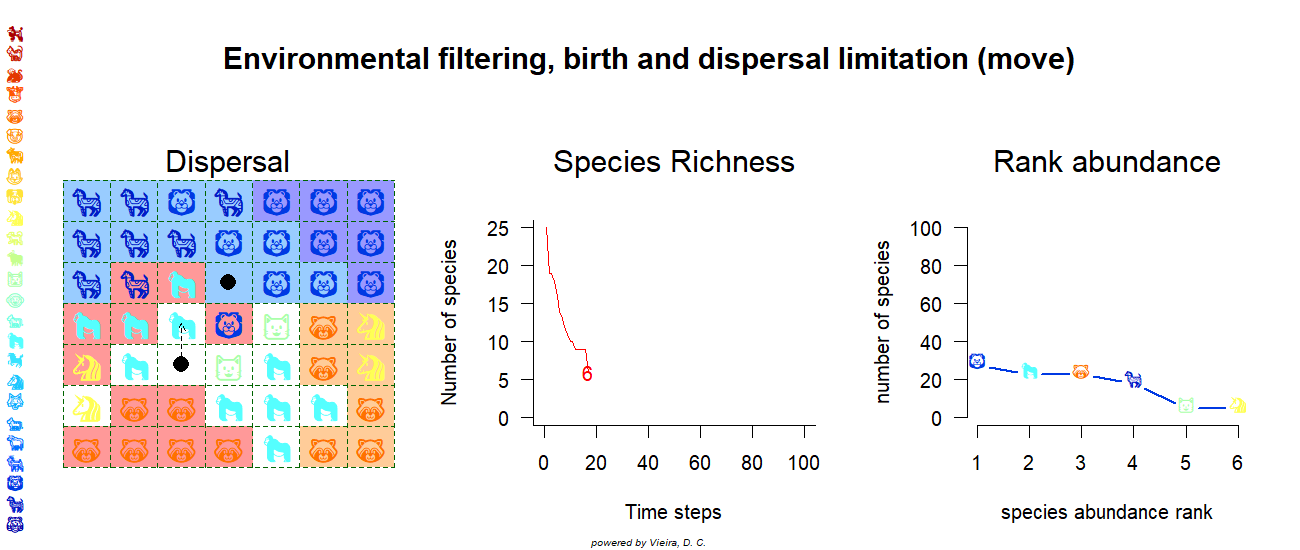 Environmental filtering, birth and dispersal limitation (move)
Dispersal
Species Richness
Rank abundance
Number of species
25
20
15
10
5
0
6
0 20 40 60 80 100
Time steps
number of species
100
80
60
40
20
0
1 2 3 4 5 6
species abundance rank
powered by Vieira, D. C.